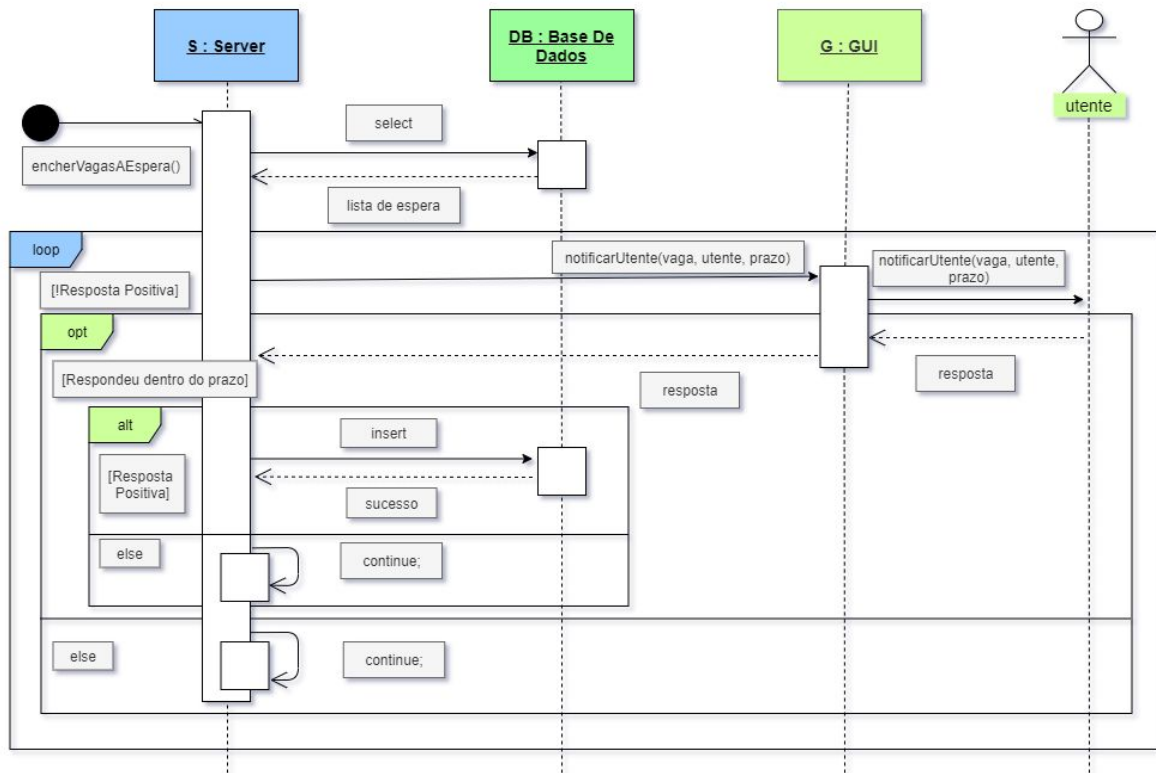 S : Server
DB : Base De
Dados
G : GUI
utente
select
encherVagasAEspera()
lista de espera
loop
notificarUtente(vaga, utente, prazo)
notificarUtente(vaga, utente,
prazo)
[!Resposta Positiva]
opt
[Respondeu dentro do prazo]
resposta
resposta
alt
insert
[Resposta
Positiva]
sucesso
else
continue;
else
continue;